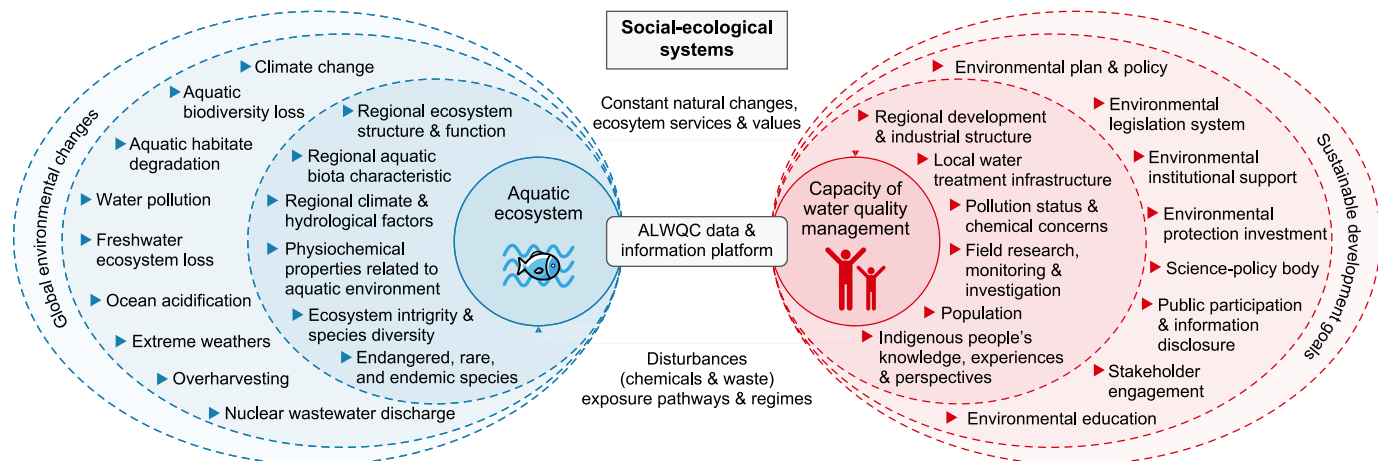 Social-ecological
systems
Constant natural changes,
ecosytem services & values
ALWQC data &
information platform
Disturbances
(chemicals & waste)
exposure pathways & regimes
Global environmental changes
Climate change
Aquatic
biodiversity loss
Aquatic habitate
degradation
Water pollution
Freshwater
ecosystem loss
Ocean acidification
Extreme weathers
Overharvesting
Nuclear wastewater discharge
Regional ecosystem
structure & function
Regional aquatic
biota characteristic
Regional climate &
hydrological factors
Physiochemical
properties related to
aquatic environment
Ecosystem intrigrity &
species diversity
Endangered, rare,
and endemic species
Aquatic
ecosystem
Capacity of
water quality
management
Regional development
& industrial structure
Local water
treatment infrastructure
Pollution status &
chemical concerns
Field research,
monitoring &
investigation
Population
Indigenous people's
knowledge, experiences
& perspectives
Environmental plan & policy
Environmental
legislation system
Environmental
institutional support
Environmental
protection investment
Science-policy body
Public participation
& information
disclosure
Stakeholder
engagement
Environmental education
Sustainable development goals